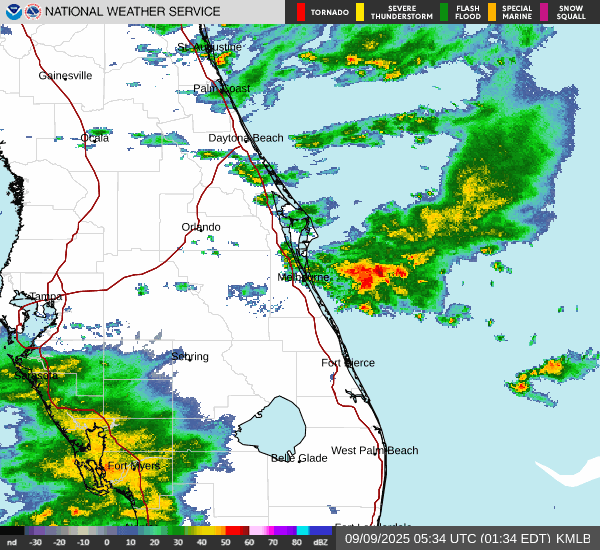 NATIONAL WEATHER SERVICE
TORNADO
SEVERE
THUNDERSTORM
FLASH
FLOOD
SPECIAL
MARINE
SNOW
SQUALL
St Augustine
Gainesville
Palm Coast
Ocala
Daytona Beach
Orlando
Melbourne
Tampa
Sebring
Fort Pierce
Sarasota
West Palm Beach
Belle Glade
Fort Myers
Fort Lauderdale
nd -30 -20 -10 0 10 20 30 40 50 60 70 80 dBZ
09/09/2025 05:34 UTC (01:34 EDT) KMLB